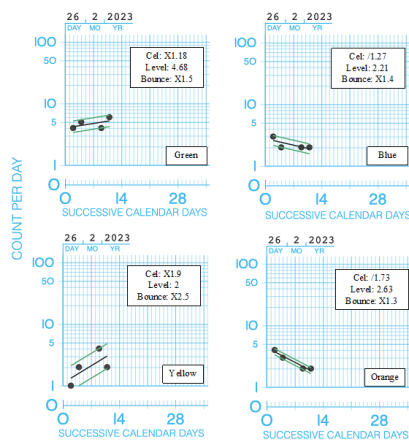 COUNT PER DAY
26 2 2023
DAY MO YR
100
50
10
5
1
0
Cel: X1.18
Level: 4.68
Bounce: X1.5
Green
0 14 28
SUCCESSIVE CALENDAR DAYS
26 2 2023
DAY MO YR
100
50
10
5
1
0
Cel: /1.27
Level: 2.21
Bounce: X1.4
Blue
0 14 28
SUCCESSIVE CALENDAR DAYS
26 2 2023
DAY MO YR
100
50
10
5
1
0
Cel: X1.9
Level: 2
Bounce: X2.5
Yellow
0 14 28
SUCCESSIVE CALENDAR DAYS
26 2 2023
DAY MO YR
100
50
10
5
1
0
Cel: /1.73
Level: 2.63
Bounce: X1.3
Orange
0 14 28
SUCCESSIVE CALENDAR DAYS